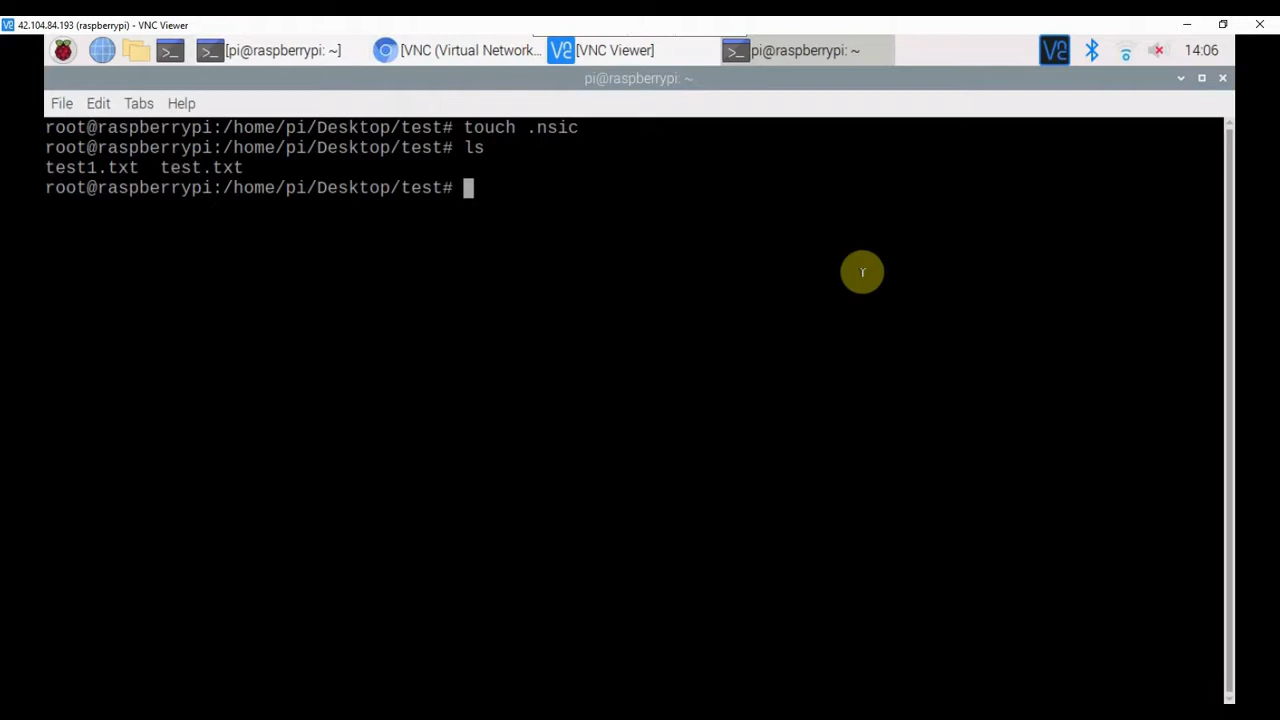 42.104.84.193 (raspberrypi) - VNC Viewer
[pi@raspberrypi: ~] [VNC (Virtual Network... [VNC Viewer] pi@raspberrypi: ~ 14:06
pi@raspberrypi: ~
File Edit Tabs Help
root@raspberrypi:/home/pi/Desktop/test# touch .nsic
root@raspberrypi:/home/pi/Desktop/test# ls
test1.txt  test.txt
root@raspberrypi:/home/pi/Desktop/test#